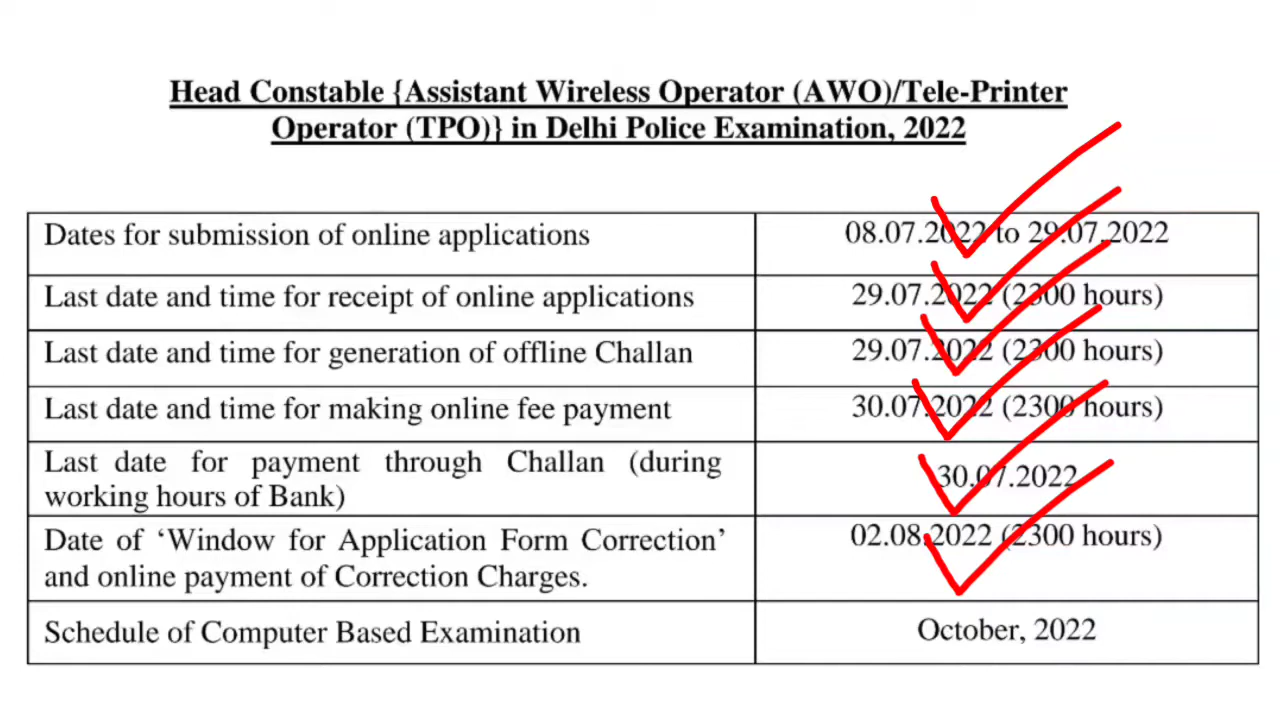 Head Constable {Assistant Wireless Operator (AWO)/Tele-Printer
Operator (TPO)} in Delhi Police Examination, 2022
Dates for submission of online applications
08.07.2022 to 29.07.2022
Last date and time for receipt of online applications
29.07.2022 (2300 hours)
Last date and time for generation of offline Challan
29.07.2022 (2300 hours)
Last date and time for making online fee payment
30.07.2022 (2300 hours)
Last date for payment through Challan (during
working hours of Bank)
30.07.2022
Date of ‘Window for Application Form Correction’
and online payment of Correction Charges.
02.08.2022 (2300 hours)
Schedule of Computer Based Examination
October, 2022